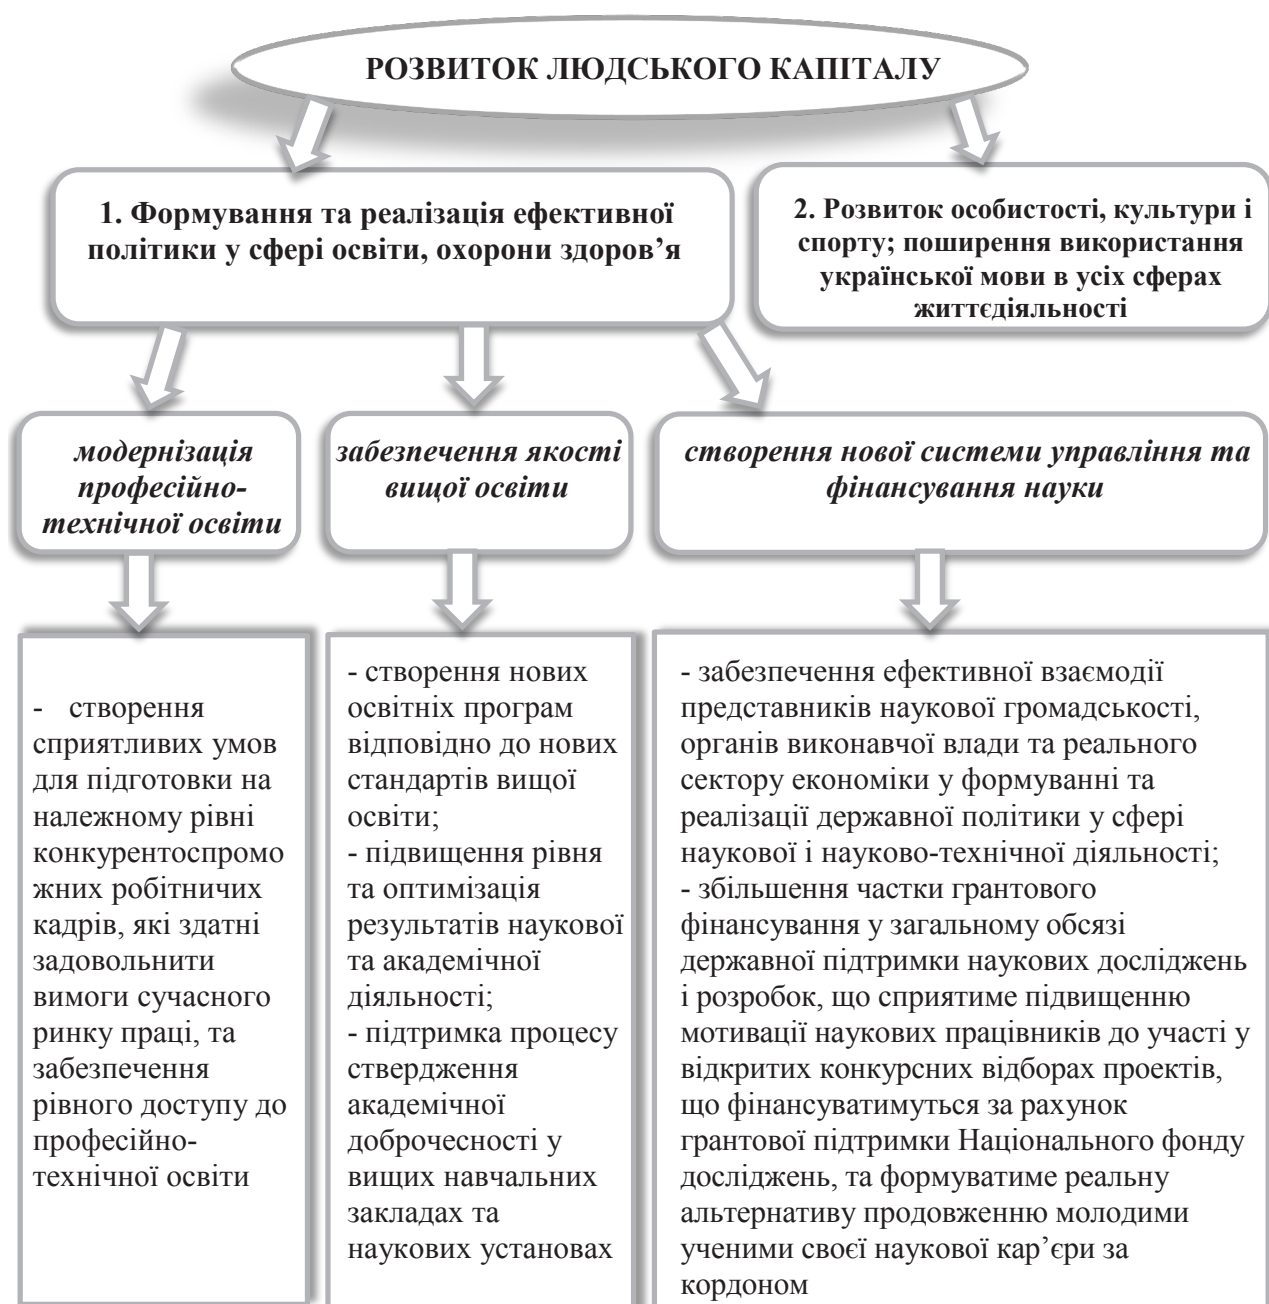 РОЗВИТОК ЛЮДСЬКОГО КАПІТАЛУ
1. Формування та реалізація ефективної
політики у сфері освіти, охорони здоров’я
2. Розвиток особистості, культури і
спорту; поширення використання
української мови в усіх сферах
життєдіяльності
модернізація
професійно-
технічної освіти
забезпечення якості
вищої освіти
створення нової системи управління та
фінансування науки
- створення
сприятливих умов
для підготовки на
належному рівні
конкурентоспромо
жних робітничих
кадрів, які здатні
задовольнити
вимоги сучасного
ринку праці, та
забезпечення
рівного доступу до
професійно-
технічної освіти
- створення нових
освітніх програм
відповідно до нових
стандартів вищої
освіти;
- підвищення рівня
та оптимізація
результатів наукової
та академічної
діяльності;
- підтримка процесу
ствердження
академічної
доброчесності у
вищих навчальних
закладах та
наукових установах
- забезпечення ефективної взаємодії
представників наукової громадськості,
органів виконавчої влади та реального
сектору економіки у формуванні та
реалізації державної політики у сфері
наукової і науково-технічної діяльності;
- збільшення частки грантового
фінансування у загальному обсязі
державної підтримки наукових досліджень
і розробок, що сприятиме підвищенню
мотивації наукових працівників до участі у
відкритих конкурсних відборах проектів,
що фінансуватимуться за рахунок
грантової підтримки Національного фонду
досліджень, та формуватиме реальну
альтернативу продовженню молодими
ученими своєї наукової кар’єри за
кордоном